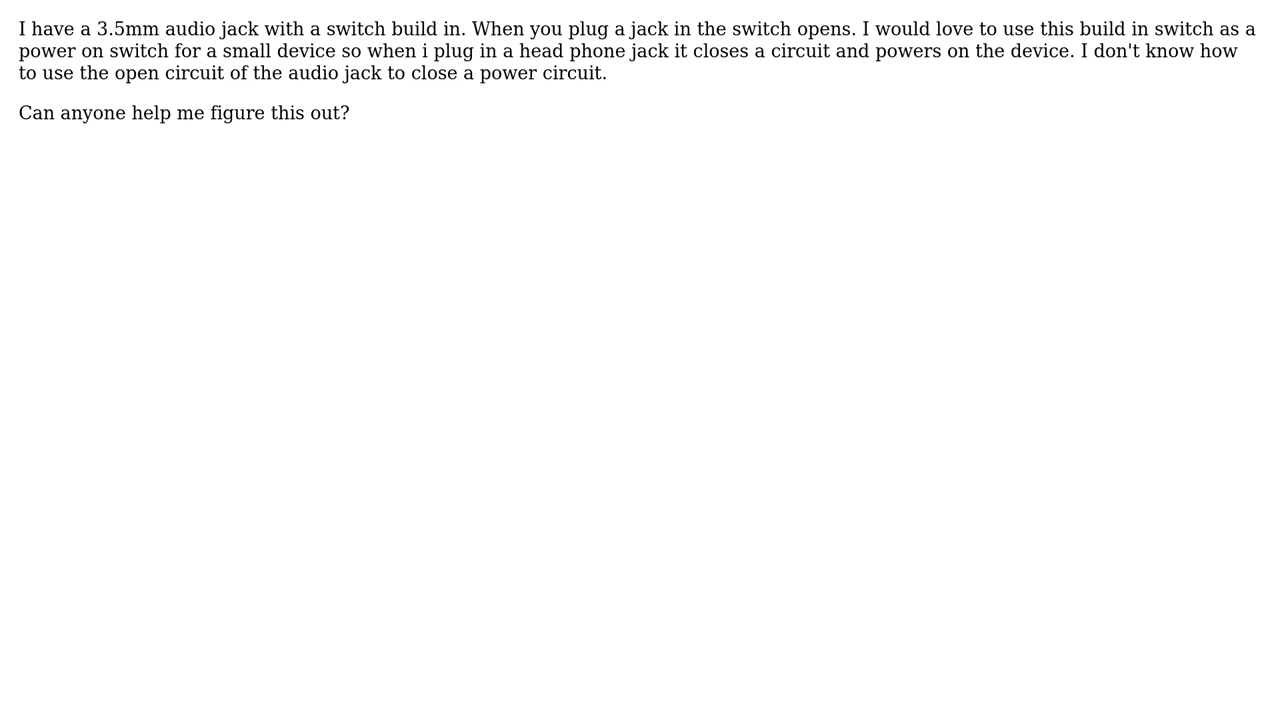 I have a 3.5mm audio jack with a switch build in. When you plug a jack in the switch opens. I would love to use this build in switch as a
power on switch for a small device so when i plug in a head phone jack it closes a circuit and powers on the device. I don't know how
to use the open circuit of the audio jack to close a power circuit.
Can anyone help me figure this out?